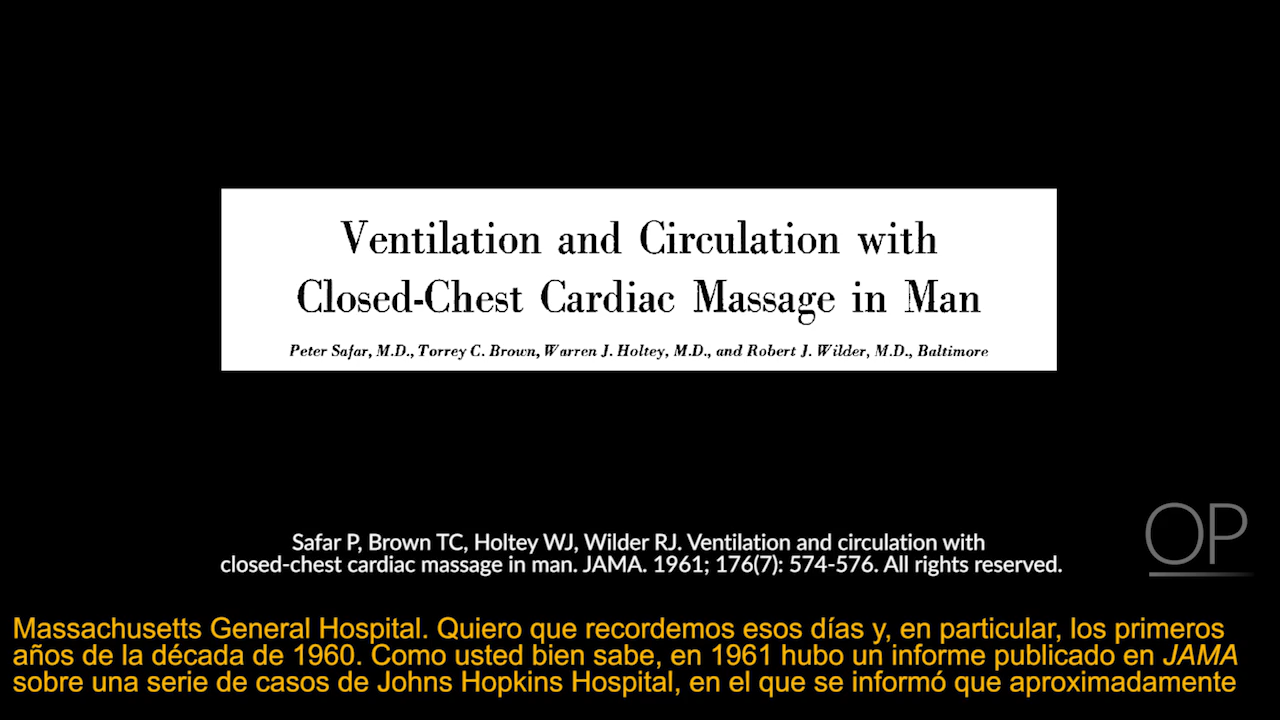 Ventilation and Circulation with
Closed-Chest Cardiac Massage in Man
Peter Safar, M.D., Torrey C. Brown, Warren J. Holtey, M.D., and Robert J. Wilder, M.D., Baltimore
OP
Safar P, Brown TC, Holtey WJ, Wilder RJ. Ventilation and circulation with
closed-chest cardiac massage in man. JAMA. 1961; 176(7): 574-576. All rights reserved.
Massachusetts General Hospital. Quiero que recordemos esos días y, en particular, los primeros
años de la década de 1960. Como usted bien sabe, en 1961 hubo un informe publicado en JAMA
sobre una serie de casos de Johns Hopkins Hospital, en el que se informó que aproximadamente